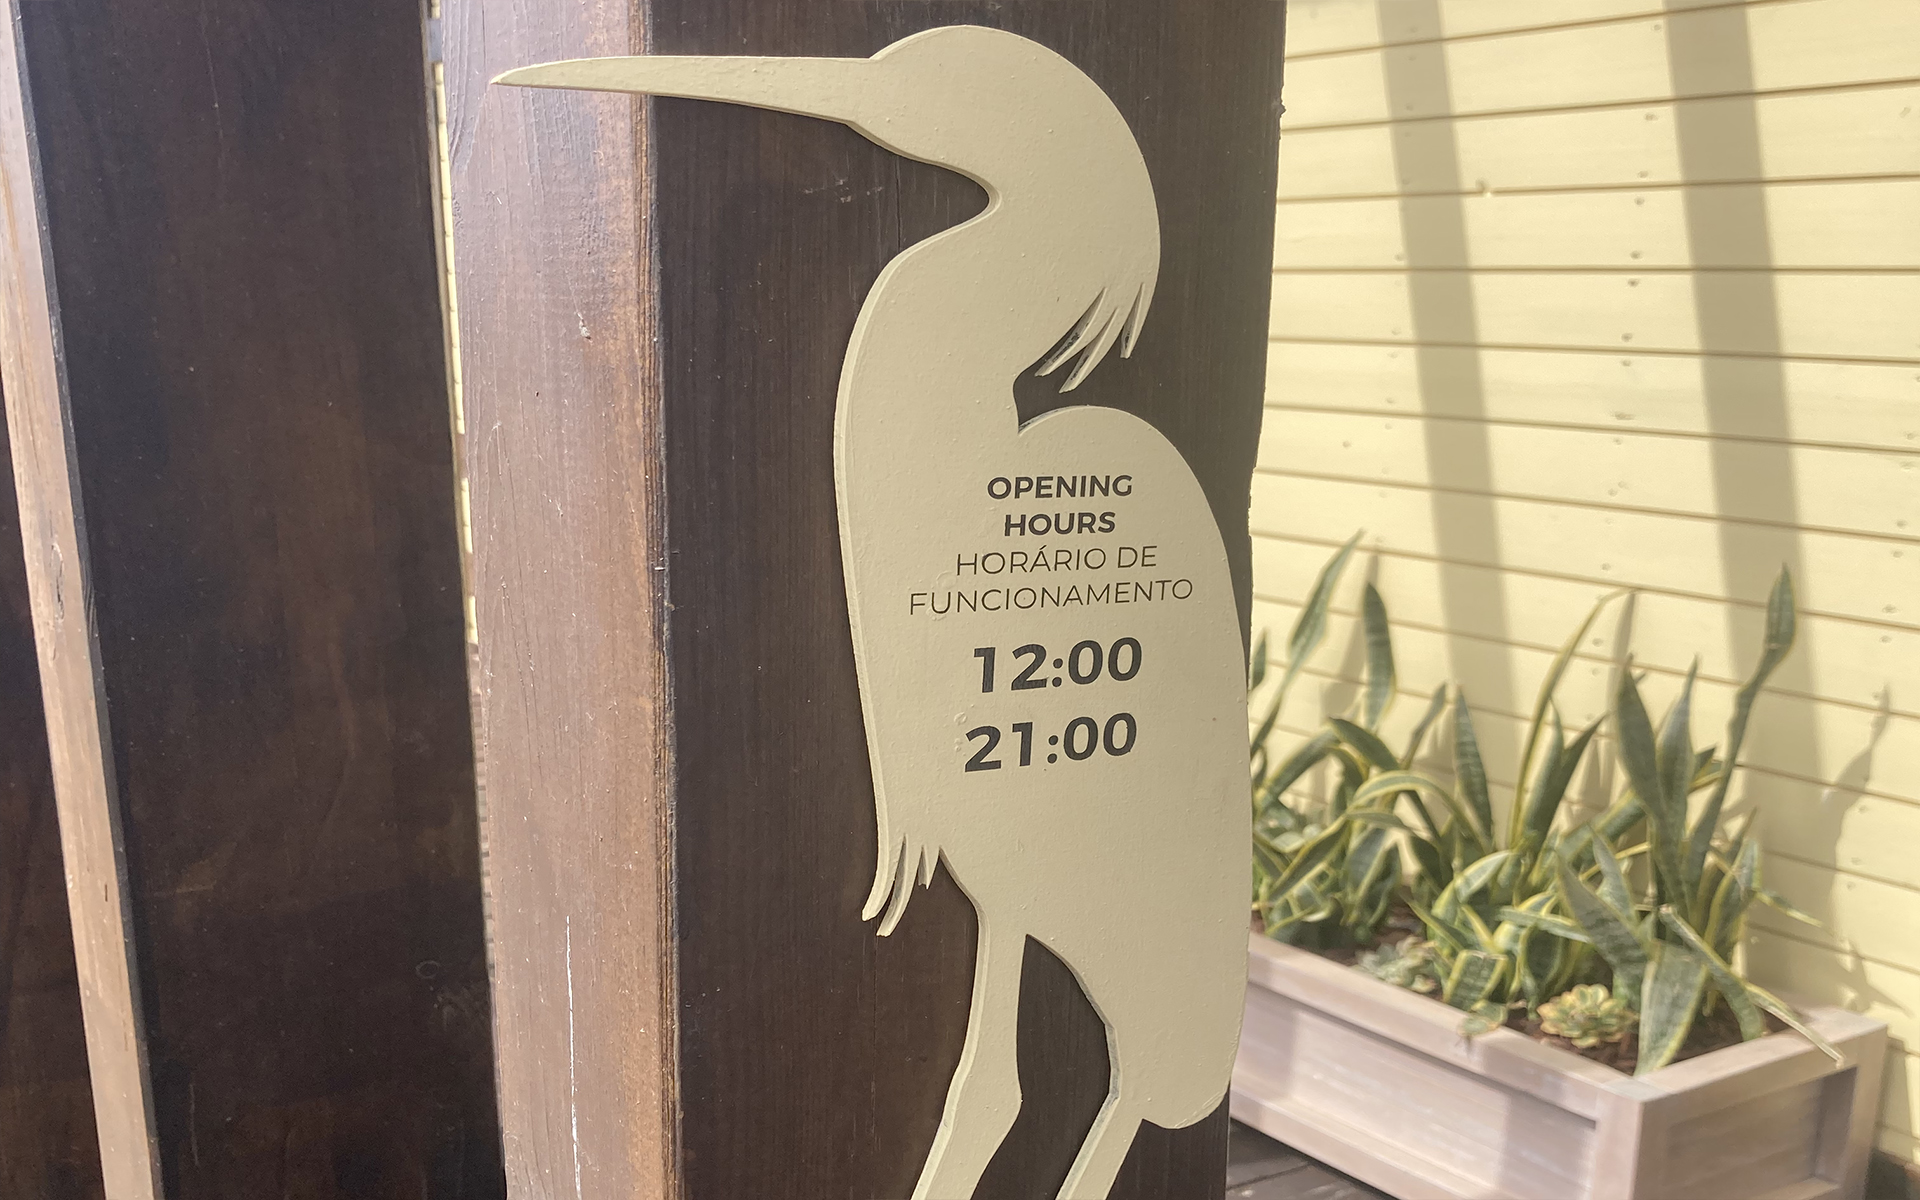 OPENING
HOURS
HORÁRIO DE
FUNCIONAMENTO
12:00
21:00